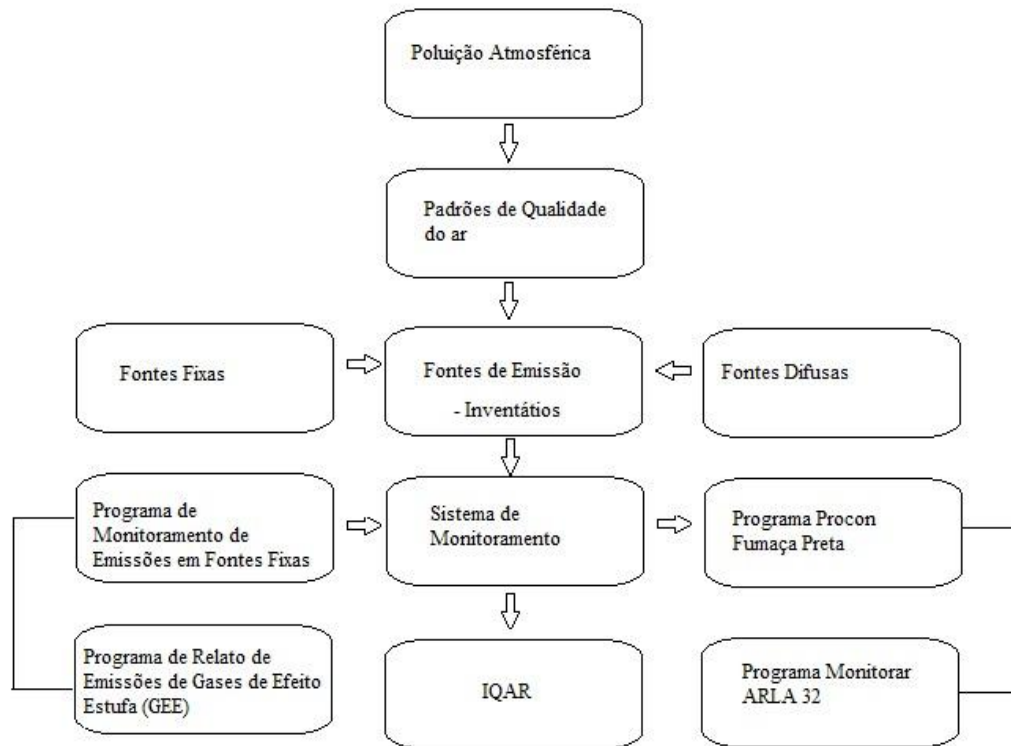 Poluição Atmosférica
Padrões de Qualidade
do ar
Fontes Fixas
Fontes de Emissão
- Inventátios
Fontes Difusas
Programa de
Monitoramento de
Emissões em Fontes Fixas
Sistema de
Monitoramento
Programa Procon
Fumaça Preta
Programa de Relato de
Emissões de Gases de Efeito
Estufa (GEE)
IQAR
Programa Monitorar
ARLA 32